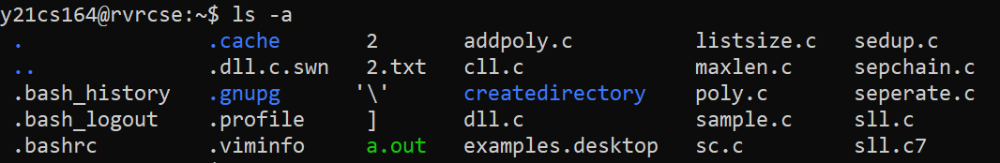 y21cs164@rvrcse:~$ ls -a
. .cache 2 addpoly.c listsize.c sedup.c
.. .dll.c.swn 2.txt cll.c maxlen.c sepchain.c
.bash_history .gnupg '\' createdirectory poly.c seperate.c
.bash_logout .profile ] dll.c sample.c sll.c
.bashrc .viminfo a.out examples.desktop sc.c sll.c7